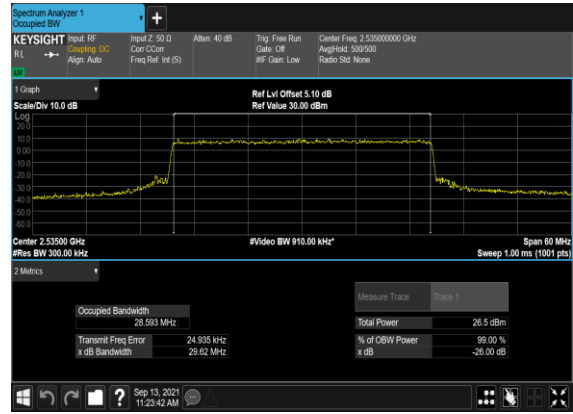 Spectrum Analyzer 1
Occupied BW
+
KEYSIGHT Input: RF Input Z: 50 Ω Atten: 40 dB Trig: Free Run Center Freq: 2.535000000 GHz
RL Coupling: DC Corr CCorr Gate: Off Avg|Hold: 500/500
Align: Auto Freq Ref: Int (S) #IF Gain: Low Radio Std: None
LW
1 Graph
Ref Lvl Offset 5.10 dB
Scale/Div 10.0 dB Ref Value 30.00 dBm
Log
20.0
10.0
0.00
-10.0
-20.0
-30.0
-40.0
-50.0
-60.0
Center 2.53500 GHz #Video BW 910.00 kHz* Span 60 MHz
#Res BW 300.00 kHz Sweep 1.00 ms (1001 pts)
2 Metrics
Measure Trace Trace 1
Occupied Bandwidth
28.593 MHz Total Power 26.5 dBm
Transmit Freq Error 24.935 kHz % of OBW Power 99.00 %
x dB Bandwidth 29.62 MHz x dB -26.00 dB
? Sep 13, 2021
11:23:42 AM